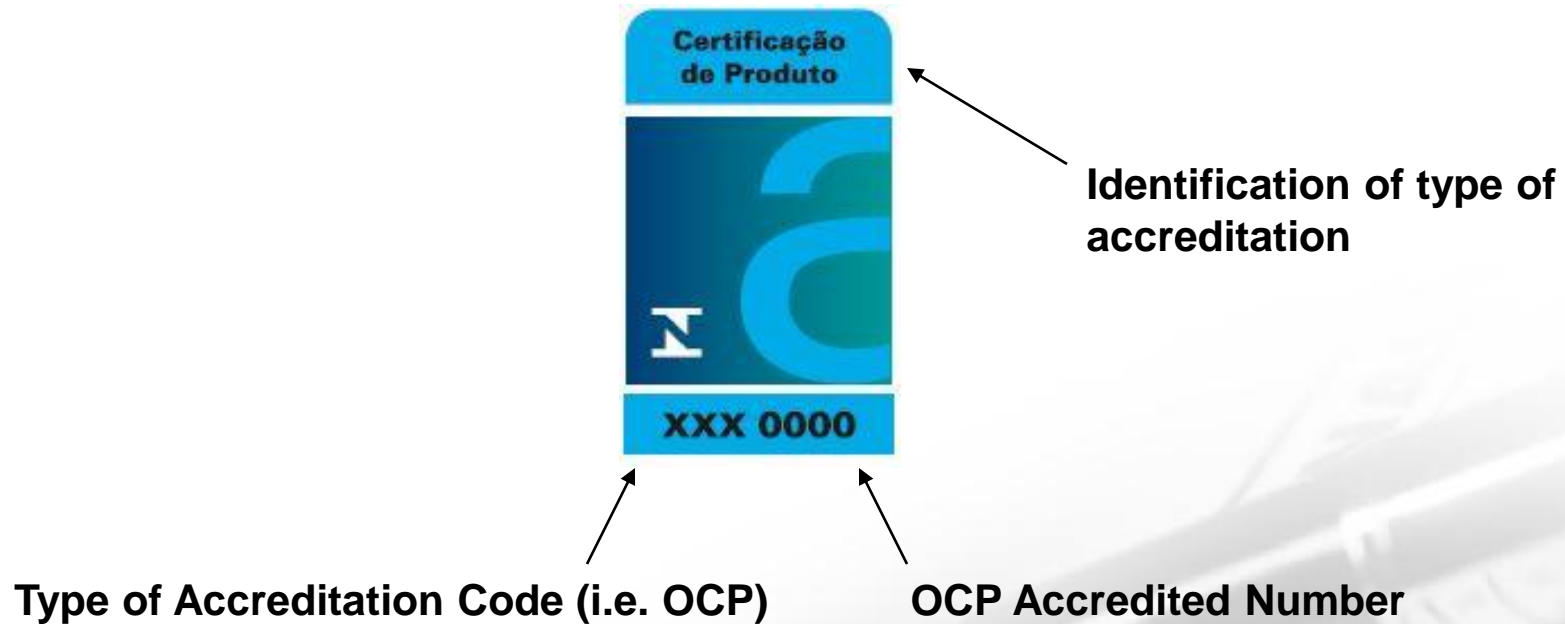 Certificação
de Produto
Identification of type of
accreditation
XXX 0000
Type of Accreditation Code (i.e. OCP)
OCP Accredited Number